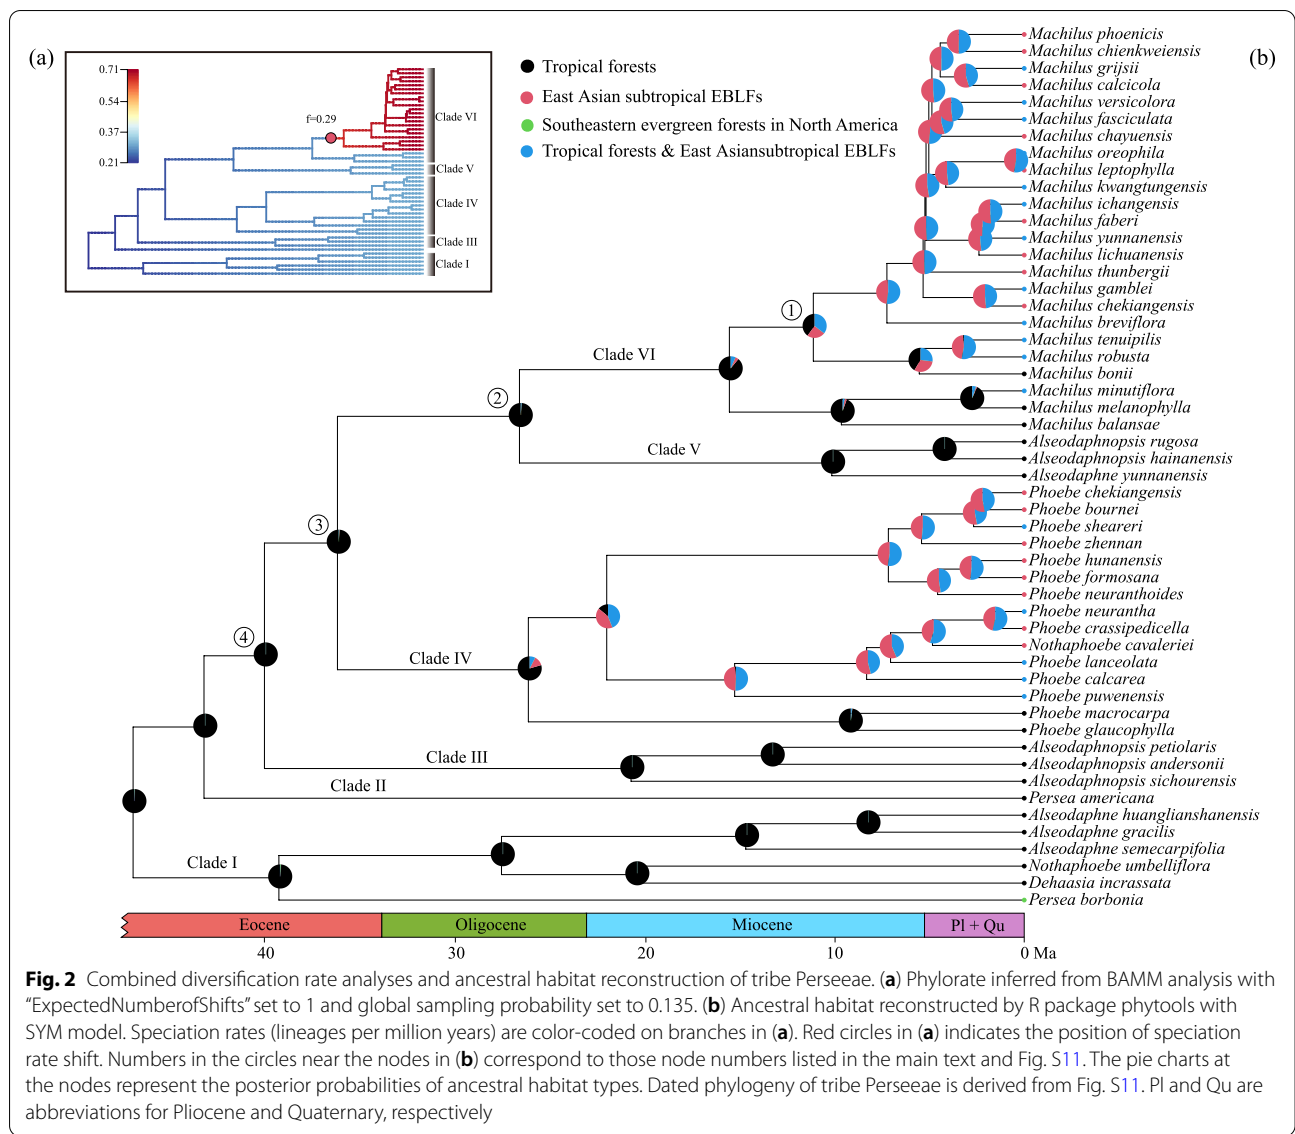 (a)
0.71
0.54
0.37
0.21
f=0.29
Clade VI
Clade V
Clade IV
Clade III
Clade I
Tropical forests
East Asian subtropical EBLFs
Southeastern evergreen forests in North America
Tropical forests & East Asiansubtropical EBLFs
(b)
Machilus phoenicis
Machilus chienkweiensis
Machilus grijsii
Machilus calcicola
Machilus versicolora
Machilus fasciculata
Machilus chayuensis
Machilus oreophila
Machilus leptophylla
Machilus kwangtungensis
Machilus ichangensis
Machilus faberi
Machilus yunnanensis
Machilus lichuanensis
Machilus thunbergii
Machilus gamblei
Machilus chekiangensis
Machilus breviflora
Machilus tenuipilis
Machilus robusta
Machilus bonii
Machilus minutiflora
Machilus melanophylla
Machilus balansae
Alseodaphnopsis rugosa
Alseodaphnopsis hainanensis
Alseodaphne yunnanensis
Phoebe chekiangensis
Phoebe bournei
Phoebe sheareri
Phoebe zhennan
Phoebe hunanensis
Phoebe formosana
Phoebe neuranthoides
Phoebe neurantha
Phoebe crassipedicella
Nothaphoebe cavaleriei
Phoebe lanceolata
Phoebe calcarea
Phoebe puwenensis
Phoebe macrocarpa
Phoebe glaucophylla
Alseodaphnopsis petiolaris
Alseodaphnopsis andersonii
Alseodaphnopsis sichourensis
Persea americana
Alseodaphne huanglianshanensis
Alseodaphne gracilis
Alseodaphne semecarpifolia
Nothaphoebe umbelliflora
Dehaasia incrassata
Persea borbonia
1
Clade VI
2
Clade V
3
4
Clade IV
Clade III
Clade II
Clade I
Eocene
Oligocene
Miocene
Pl + Qu
40
30
20
10
0 Ma
Fig. 2 Combined diversification rate analyses and ancestral habitat reconstruction of tribe Perseeae. (a) Phylorate inferred from BAMM analysis with
“ExpectedNumberofShifts” set to 1 and global sampling probability set to 0.135. (b) Ancestral habitat reconstructed by R package phytools with
SYM model. Speciation rates (lineages per million years) are color-coded on branches in (a). Red circles in (a) indicates the position of speciation
rate shift. Numbers in the circles near the nodes in (b) correspond to those node numbers listed in the main text and Fig. S11. The pie charts at
the nodes represent the posterior probabilities of ancestral habitat types. Dated phylogeny of tribe Perseeae is derived from Fig. S11. Pl and Qu are
abbreviations for Pliocene and Quaternary, respectively